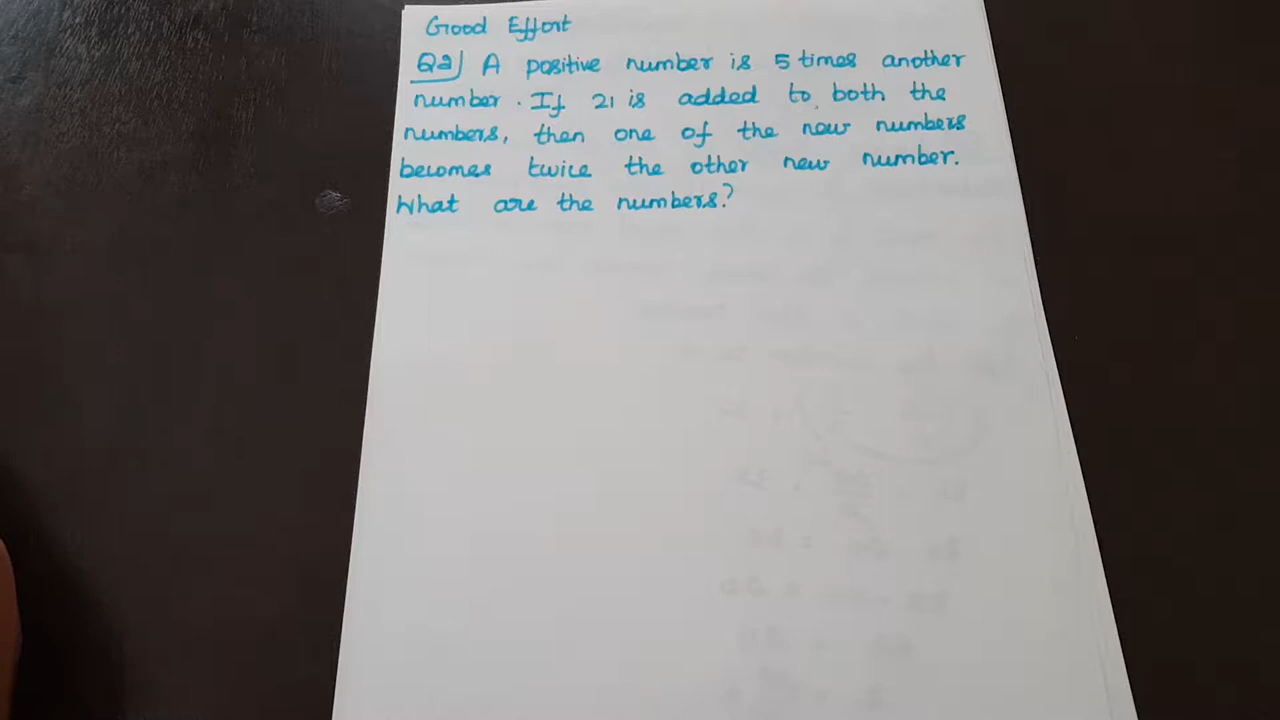 Good Effort
Q2) A positive number is 5 times another
number. If 21 is added to both the
numbers, then one of the new numbers
becomes twice the other new number.
What are the numbers?